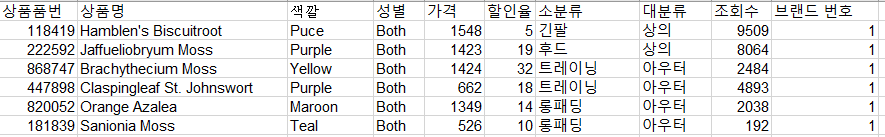 상품품번 상품명 색깔 성별 가격 할인율 소분류 대분류 조회수 브랜드 번호
118419 Hamblen's Biscuitroot Puce Both 1548 5 긴팔 상의 9509 1
222592 Jaffueliobryum Moss Purple Both 1423 19 후드 상의 8064 1
868747 Brachythecium Moss Yellow Both 1424 32 트레이닝 아우터 2484 1
447898 Claspingleaf St. Johnswort Purple Both 662 18 트레이닝 아우터 4893 1
820052 Orange Azalea Maroon Both 1349 14 롱패딩 아우터 2038 1
181839 Sanionia Moss Teal Both 526 10 롱패딩 아우터 192 1